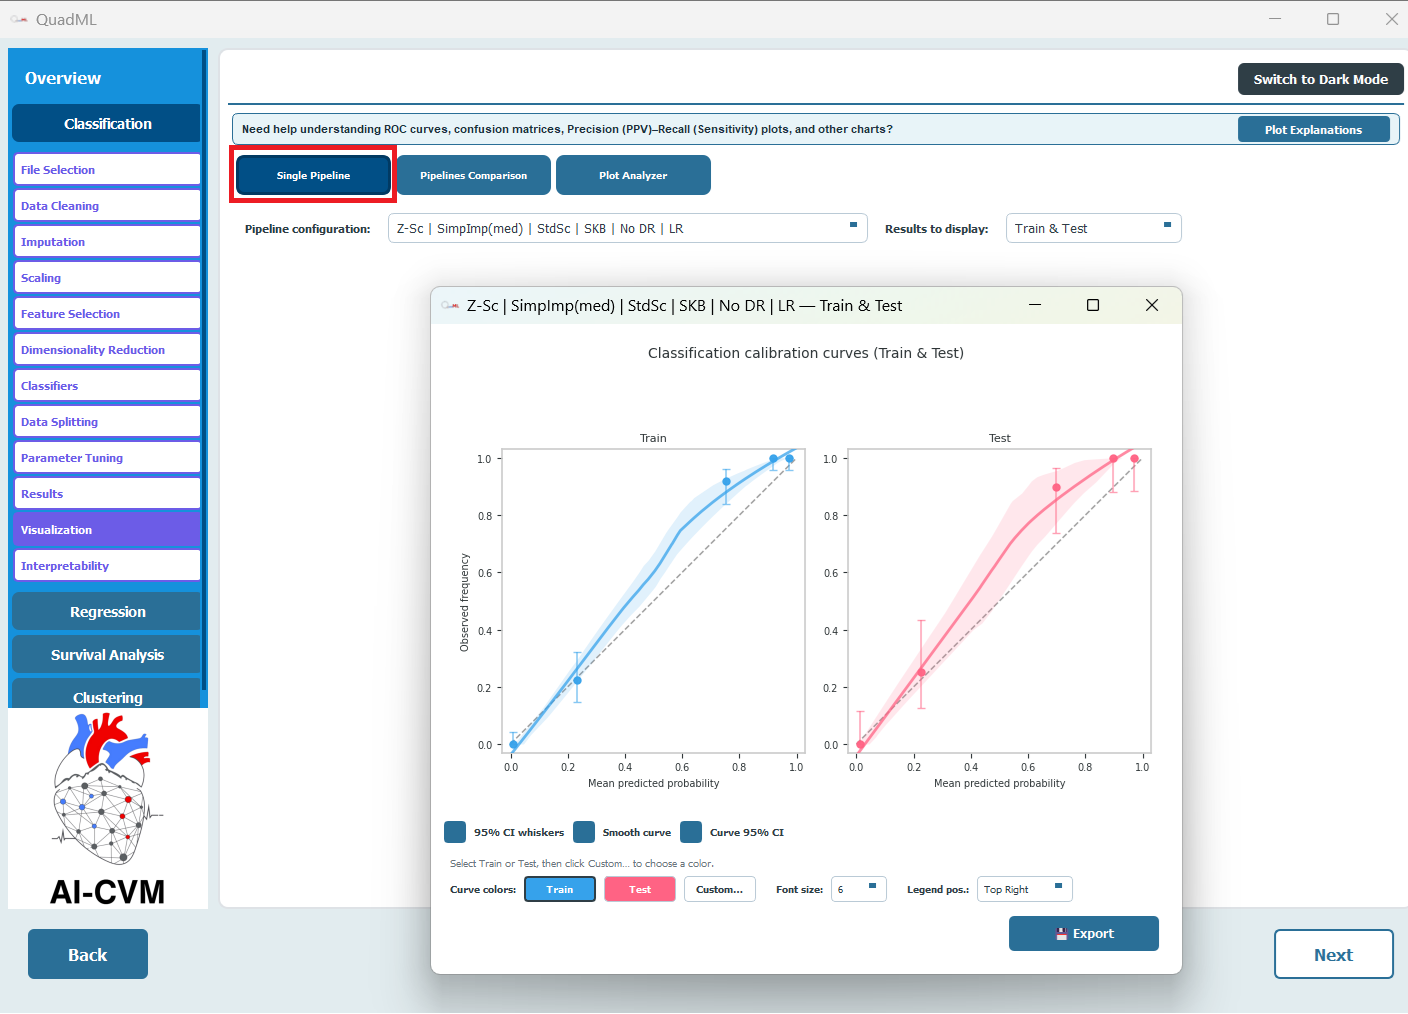 QuadML
Overview
Classification
File Selection
Data Cleaning
Imputation
Scaling
Feature Selection
Dimensionality Reduction
Classifiers
Data Splitting
Parameter Tuning
Results
Visualization
Interpretability
Regression
Survival Analysis
Clustering
AI-CVM
Back
Switch to Dark Mode
Need help understanding ROC curves, confusion matrices, Precision (PPV)–Recall (Sensitivity) plots, and other charts?
Plot Explanations
Single Pipeline
Pipelines Comparison
Plot Analyzer
Pipeline configuration:
Z-Sc | SimpImp(med) | StdSc | SKB | No DR | LR
Results to display:
Train & Test
Z-Sc | SimpImp(med) | StdSc | SKB | No DR | LR — Train & Test
Classification calibration curves (Train & Test)
Train
1.0
0.8
0.6
0.4
0.2
0.0
Observed frequency
0.0 0.2 0.4 0.6 0.8 1.0
Mean predicted probability
Test
1.0
0.8
0.6
0.4
0.2
0.0
0.0 0.2 0.4 0.6 0.8 1.0
Mean predicted probability
95% CI whiskers
Smooth curve
Curve 95% CI
Select Train or Test, then click Custom... to choose a color.
Curve colors:
Train
Test
Custom...
Font size:
6
Legend pos.:
Top Right
Export
Next